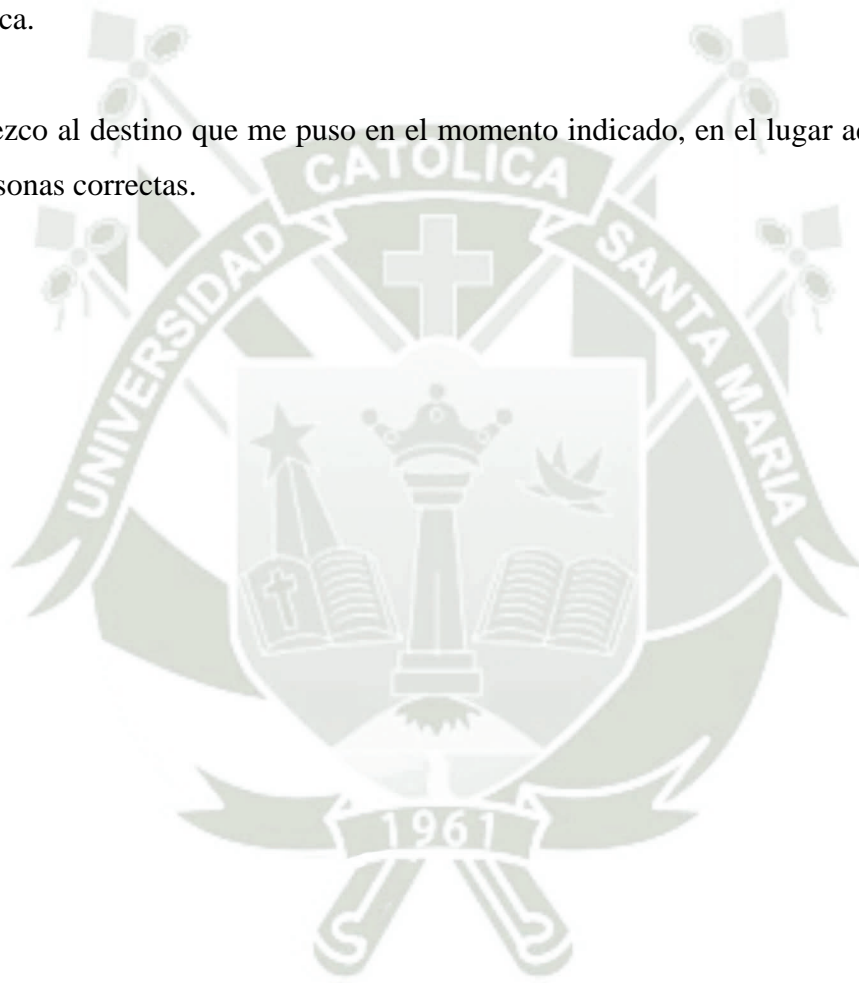 ca.
ezco al destino que me puso en el momento indicado, en el lugar
sonas correctas.
CATOLICA
UNIVERSIDAD
SANTA MARIA
1961